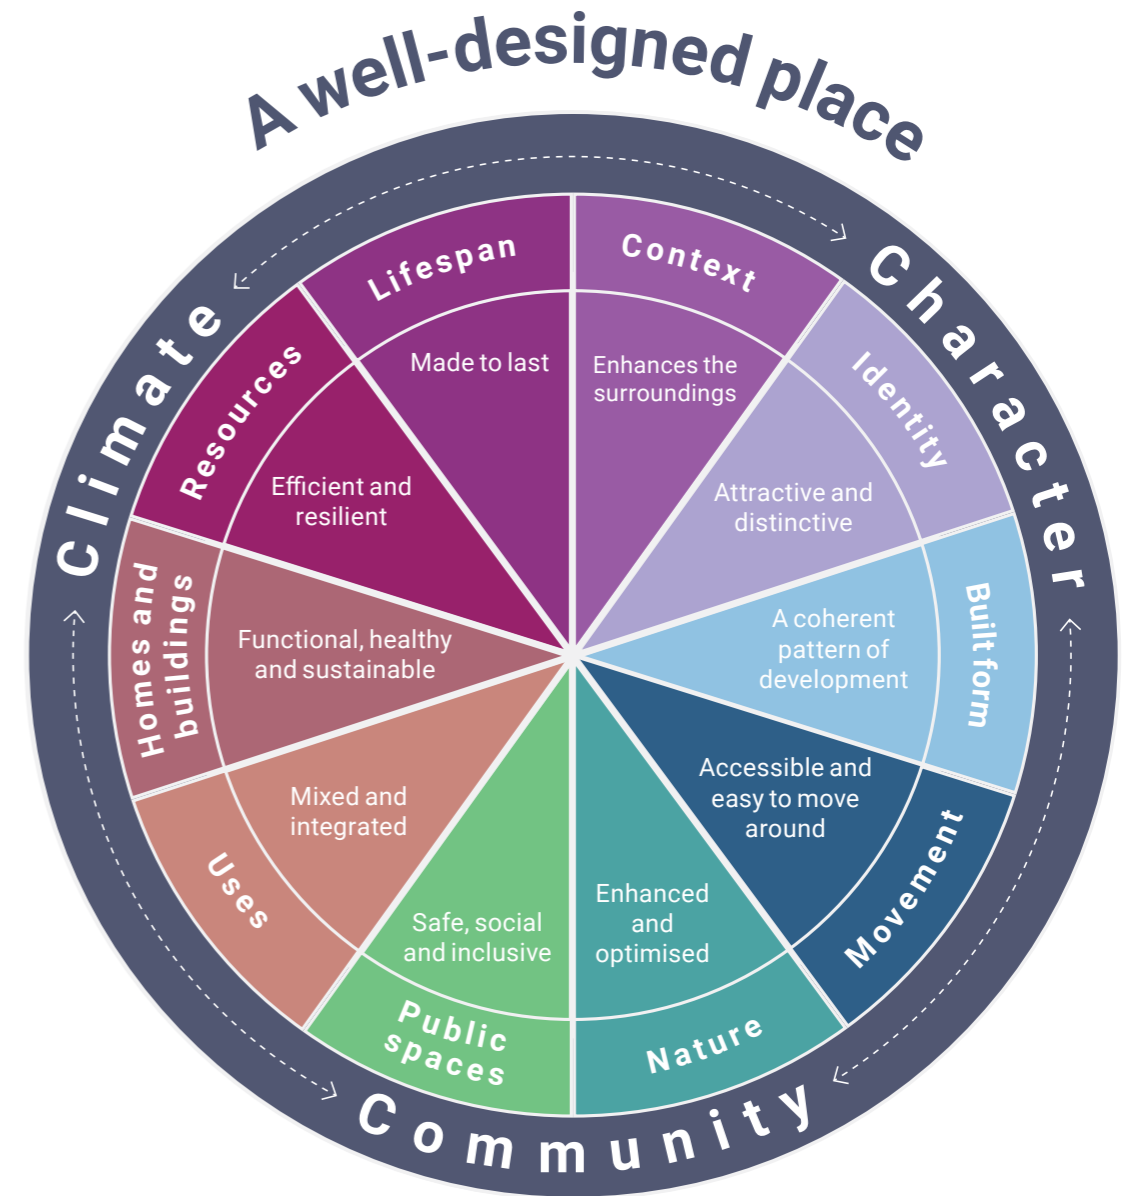 A well-designed place
Climate
Character
Community
Context
Enhances the
surroundings
Identity
Attractive and
distinctive
Built form
A coherent
pattern of
development
Movement
Accessible and
easy to move
around
Nature
Enhanced
and
optimised
Public
spaces
Safe, social
and inclusive
Uses
Mixed and
integrated
Homes and
buildings
Functional, healthy
and sustainable
Resources
Efficient and
resilient
Lifespan
Made to last